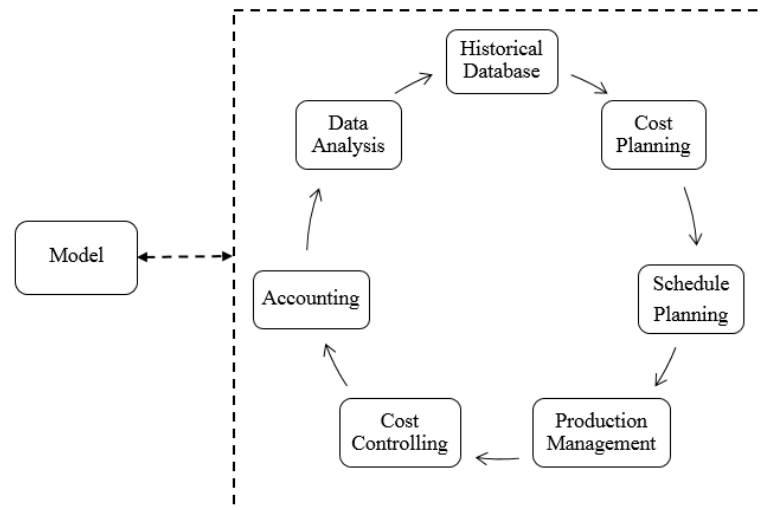 Historical
Database
Data
Analysis
Cost
Planning
Model
Accounting
Schedule
Planning
Cost
Controlling
Production
Management